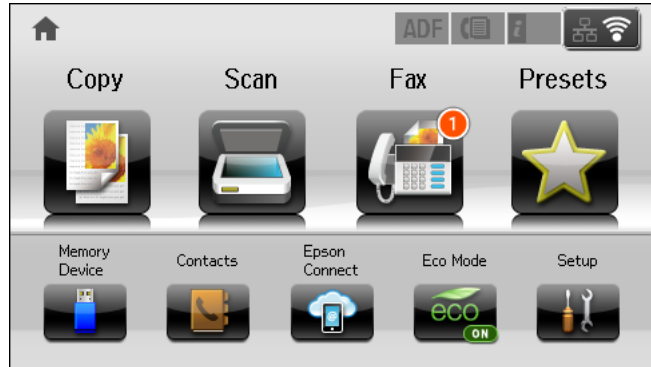 ADF i
Copy Scan Fax Presets
1
Memory Device Contacts Epson Connect Eco Mode Setup
@ eco
ON